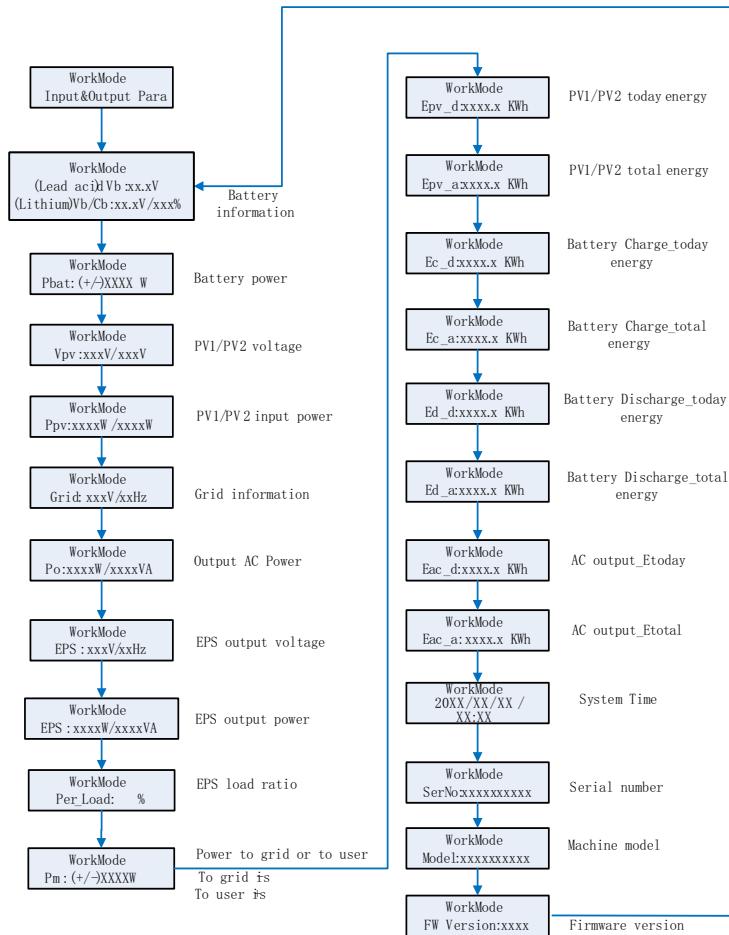 WorkMode
Input&Output Para
WorkMode
(Lead acid)Vb:xx.xV
(Lithium)Vb/Cb:xx.xV/xxx%
Battery
information
WorkMode
Pbat:(+/-)XXXX W
Battery power
WorkMode
Vpv:xxxV/xxxV
PV1/PV2 voltage
WorkMode
Ppv:xxxxW/xxxxW
PV1/PV2 input power
WorkMode
Grid:xxxV/xxHz
Grid information
WorkMode
Po:xxxxW/xxxxVA
Output AC Power
WorkMode
EPS:xxxV/xxHz
EPS output voltage
WorkMode
EPS:xxxxW/xxxxVA
EPS output power
WorkMode
Per_Load: %
EPS load ratio
WorkMode
Pm:(+/-)XXXXW
Power to grid or to user
To grid is
To user is
WorkMode
Epv_d:xxxx.x KWh
PV1/PV2 today energy
WorkMode
Epv_a:xxxx.x KWh
PV1/PV2 total energy
WorkMode
Ec_d:xxxx.x KWh
Battery Charge_today
energy
WorkMode
Ec_a:xxxx.x KWh
Battery Charge_total
energy
WorkMode
Ed_d:xxxx.x KWh
Battery Discharge_today
energy
WorkMode
Ed_a:xxxx.x KWh
Battery Discharge_total
energy
WorkMode
Eac_d:xxxx.x KWh
AC output_Etoday
WorkMode
Eac_a:xxxx.x KWh
AC output_Etotal
WorkMode
20XX/XX/XX /
XX:XX
System Time
WorkMode
SerNo:xxxxxxxxxx
Serial number
WorkMode
Model:xxxxxxxxxx
Machine model
WorkMode
FW Version:xxxx
Firmware version